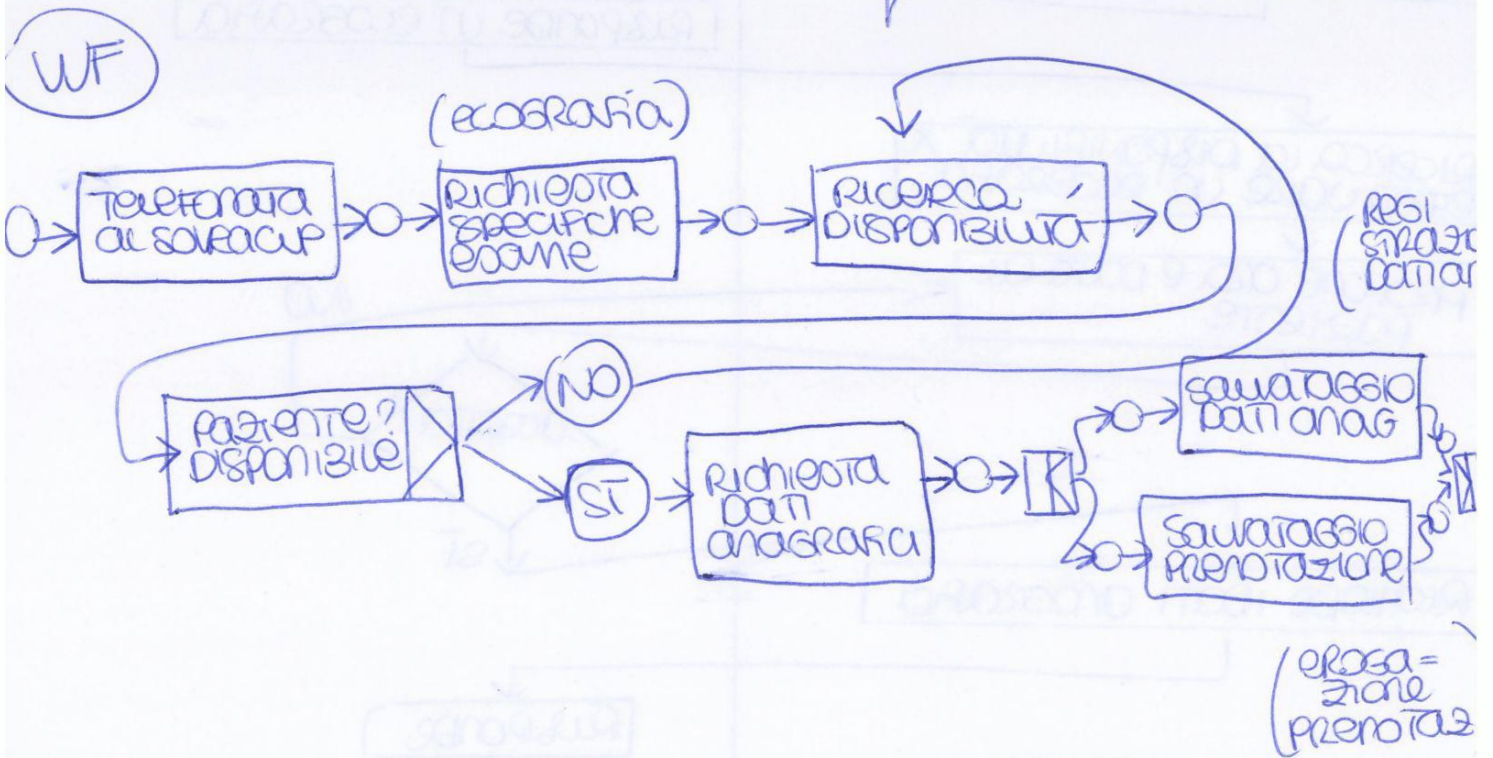 WF
(ecografia)
Telefonata
al SOVRACUP
Richiesta
specifiche
esame
Ricerca
disponibilità
(Regi
strazi
dati an
Paziente?
disponibile
NO
SI
Richiesta
dati
anagrafici
Salvataggio
dati anag
Salvataggio
prenotazione
(eroga=
zione
prenotaz